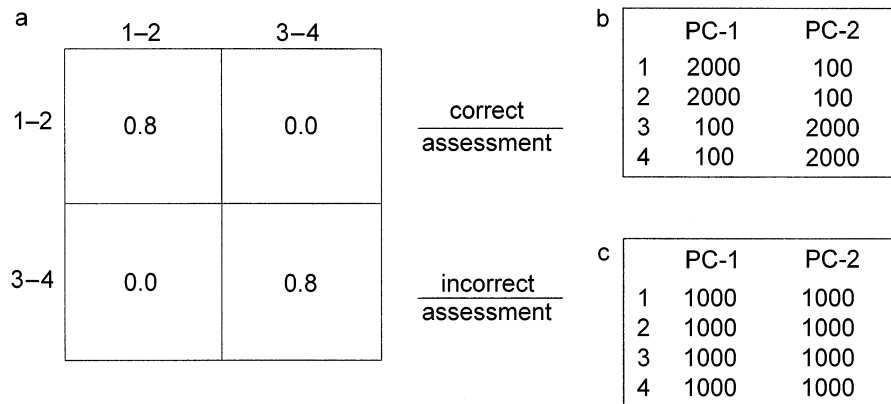 a
1–2 3–4
1–2 0.8 0.0
3–4 0.0 0.8
correct
assessment
incorrect
assessment
b
PC-1 PC-2
1 2000 100
2 2000 100
3 100 2000
4 100 2000
c
PC-1 PC-2
1 1000 1000
2 1000 1000
3 1000 1000
4 1000 1000